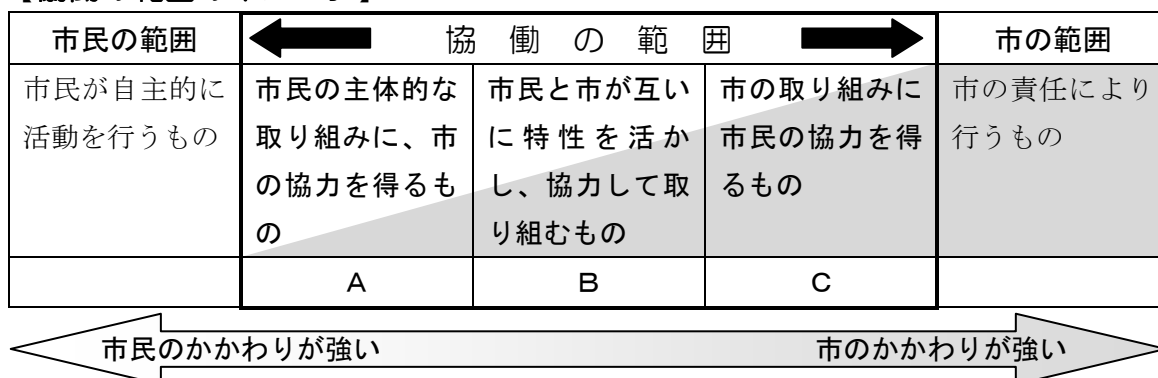 市民の範囲
協働の範囲
市の範囲
市民が自主的に
活動を行うもの
市民の主体的な
取り組みに、市
の協力を得るも
の
市民と市が互い
に特性を活か
し、協力して取
り組むもの
市の取り組みに
市民の協力を得
るもの
市の責任により
行うもの
A
B
C
市民のかかわりが強い
市のかかわりが強い